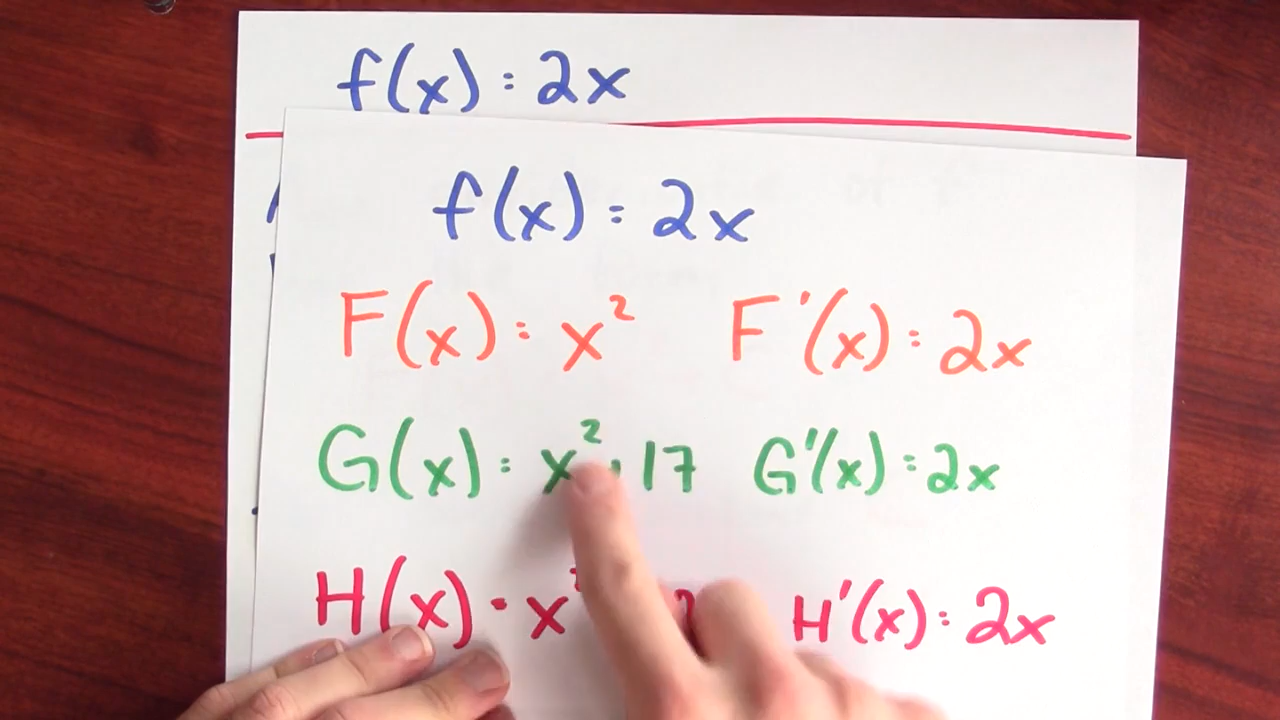 f(x) = 2x
f(x) = 2x
F(x) = x² F'(x) = 2x
G(x) = x² 17 G'(x) = 2x
H(x) = x H'(x) = 2x